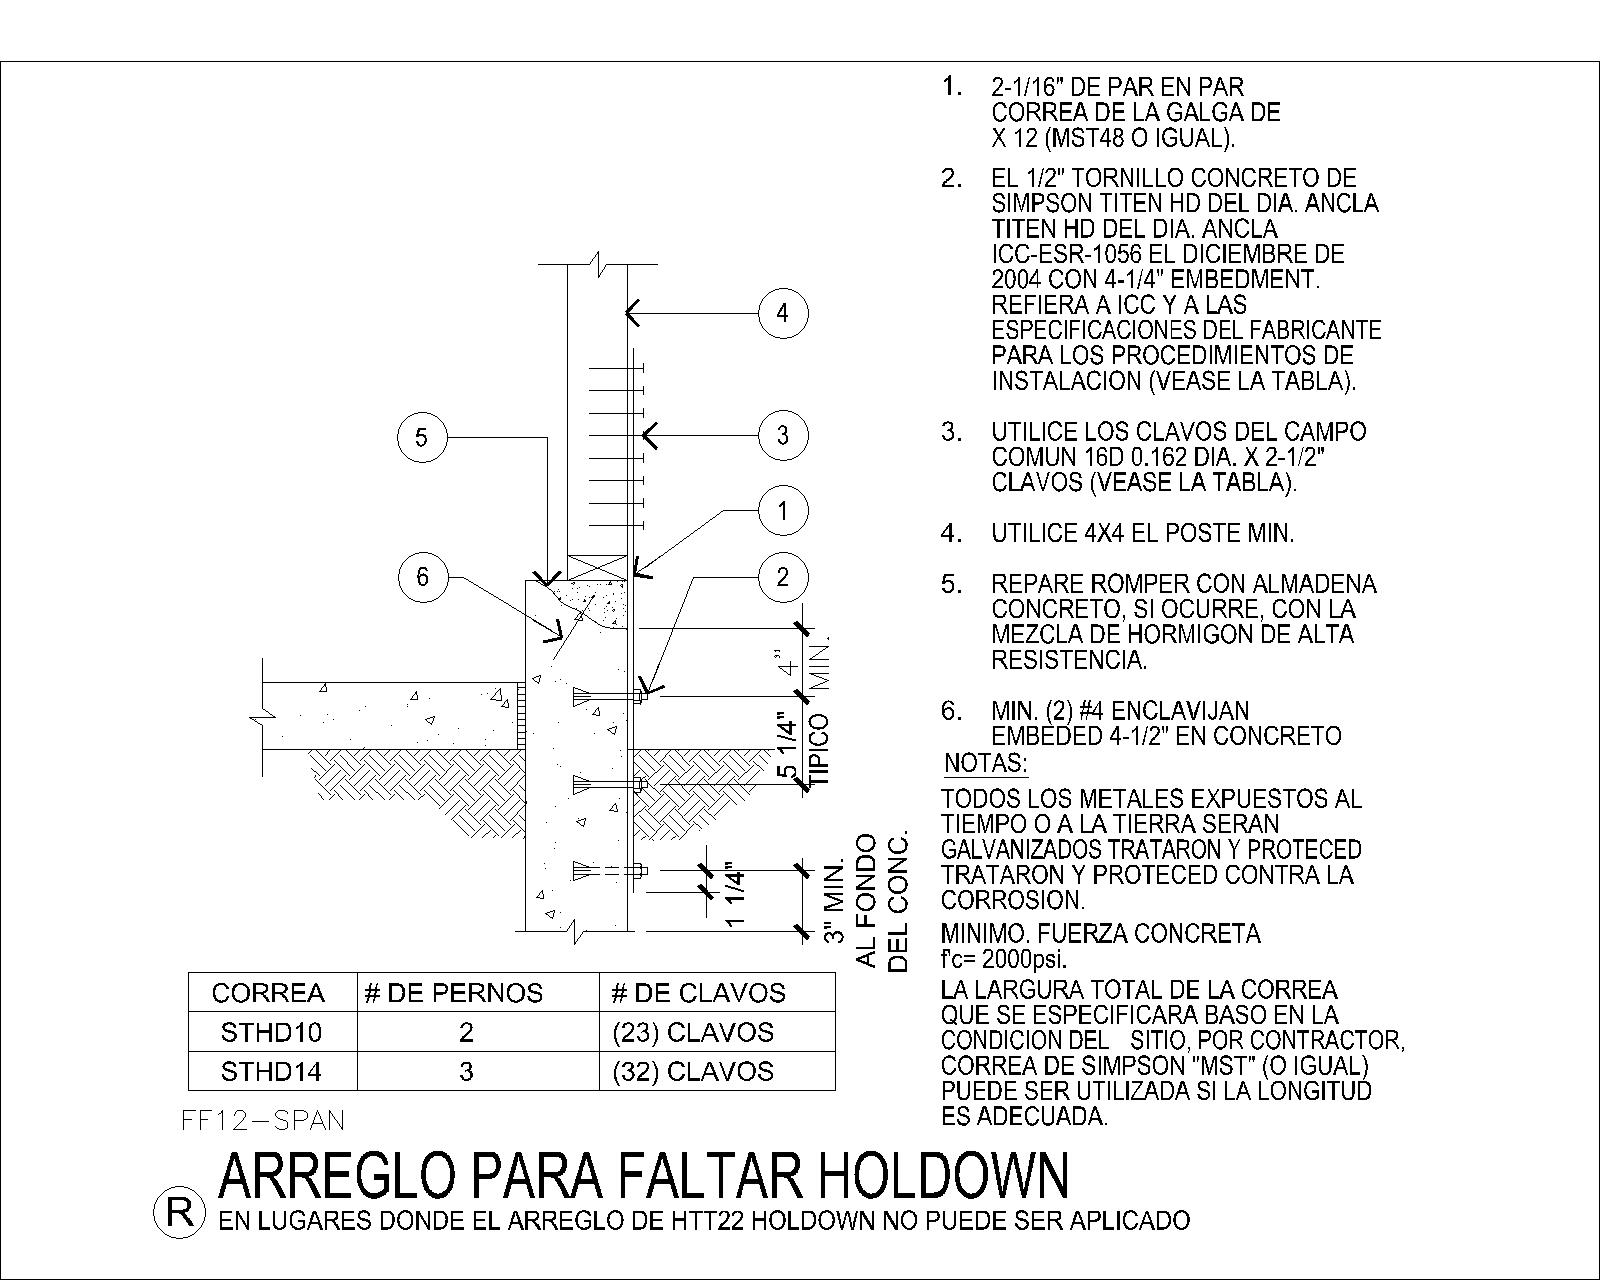 1. 2-1/16" DE PAR EN PAR
CORREA DE LA GALGA DE
X 12 (MST48 O IGUAL).
2. EL 1/2" TORNILLO CONCRETO DE
SIMPSON TITEN HD DEL DIA. ANCLA
TITEN HD DEL DIA. ANCLA
ICC-ESR-1056 EL DICIEMBRE DE
2004 CON 4-1/4" EMBEDMENT.
REFIERA A ICC Y A LAS
ESPECIFICACIONES DEL FABRICANTE
PARA LOS PROCEDIMIENTOS DE
INSTALACION (VEASE LA TABLA).
3. UTILICE LOS CLAVOS DEL CAMPO
COMUN 16D 0.162 DIA. X 2-1/2"
CLAVOS (VEASE LA TABLA).
4. UTILICE 4X4 EL POSTE MIN.
5. REPARE ROMPER CON ALMADENA
CONCRETO, SI OCURRE, CON LA
MEZCLA DE HORMIGON DE ALTA
RESISTENCIA.
6. MIN. (2) #4 ENCLAVIJAN
EMBEDED 4-1/2" EN CONCRETO
NOTAS:
TODOS LOS METALES EXPUESTOS AL
TIEMPO O A LA TIERRA SERAN
GALVANIZADOS TRATARON Y PROTECED
TRATARON Y PROTECED CONTRA LA
CORROSION.
MINIMO. FUERZA CONCRETA
f'c= 2000psi.
LA LARGURA TOTAL DE LA CORREA
QUE SE ESPECIFICARA BASO EN LA
CONDICION DEL SITIO, POR CONTRACTOR,
CORREA DE SIMPSON "MST" (O IGUAL)
PUEDE SER UTILIZADA SI LA LONGITUD
ES ADECUADA.
4
5
3
1
6
2
4"
MIN.
5 1/4"
TIPICO
1 1/4"
3" MIN.
AL FONDO
DEL CONC.
CORREA # DE PERNOS # DE CLAVOS
STHD10 2 (23) CLAVOS
STHD14 3 (32) CLAVOS
FF12-SPAN
R
ARREGLO PARA FALTAR HOLDOWN
EN LUGARES DONDE EL ARREGLO DE HTT22 HOLDOWN NO PUEDE SER APLICADO